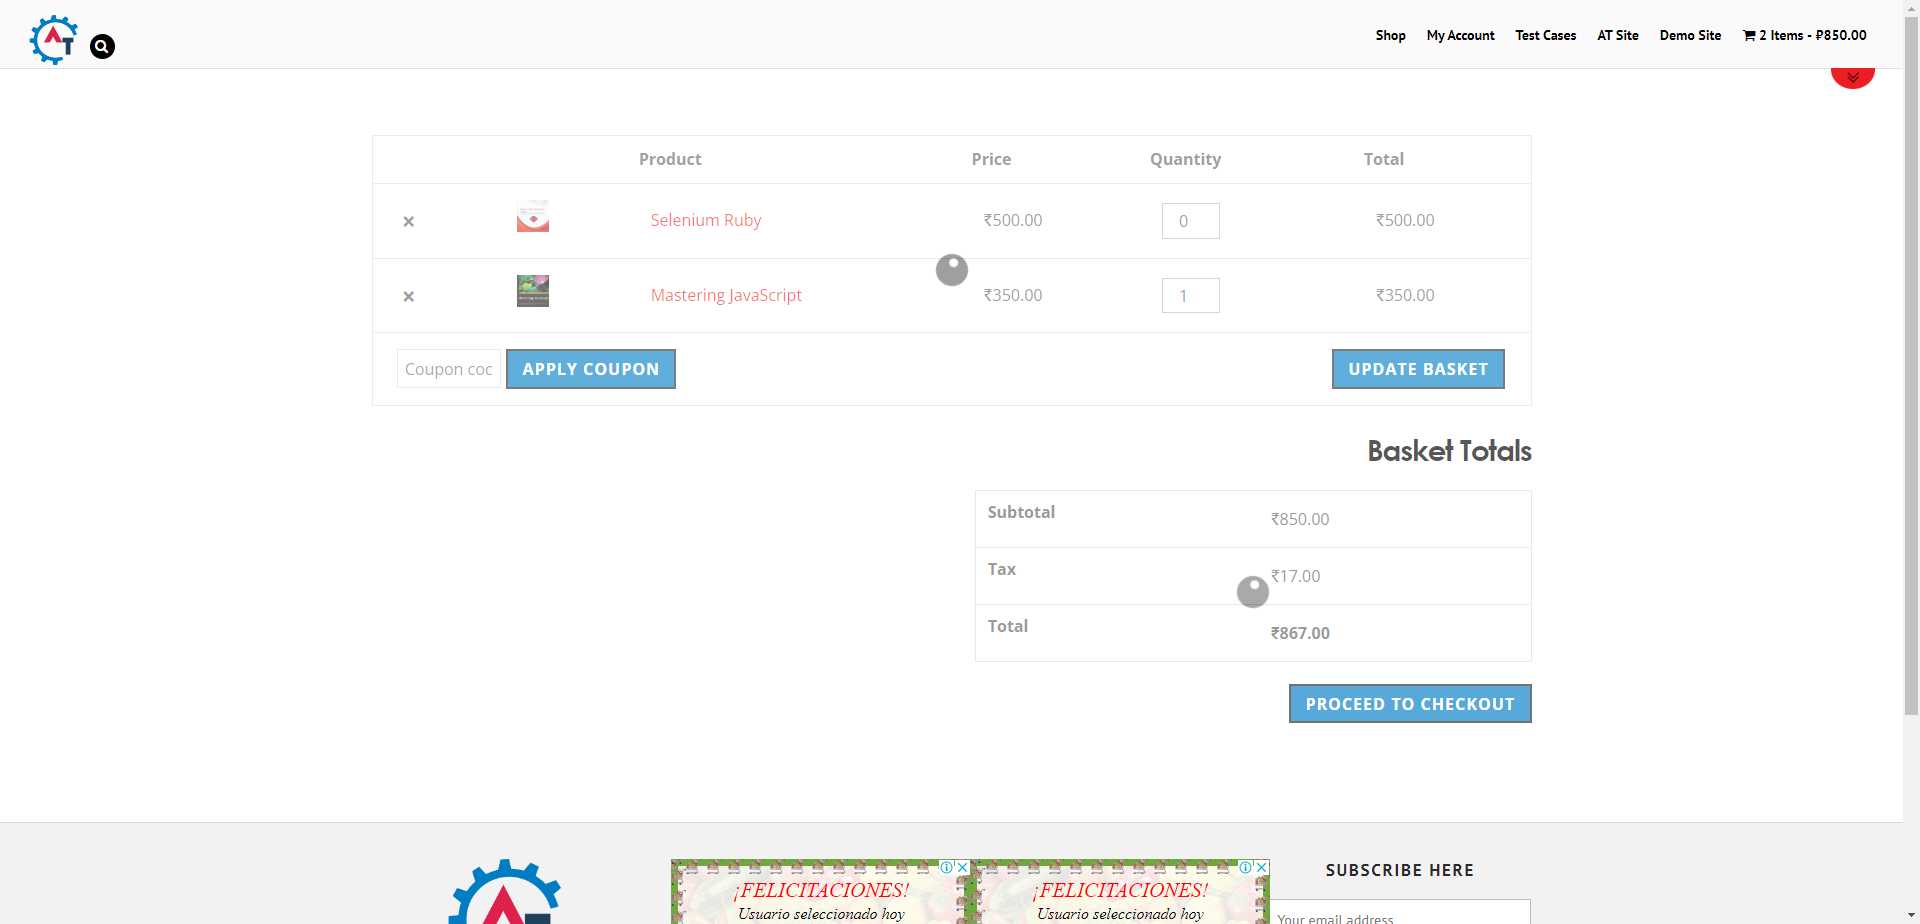 AT
Shop My Account Test Cases AT Site Demo Site 2 Items - ₽850.00
Product Price Quantity Total
× Selenium Ruby ₹500.00 0 ₹500.00
× Mastering JavaScript ₹350.00 1 ₹350.00
Coupon coc APPLY COUPON UPDATE BASKET
Basket Totals
Subtotal ₹850.00
Tax ₹17.00
Total ₹867.00
PROCEED TO CHECKOUT
AT
¡FELICITACIONES!
Usuario seleccionado hoy
¡FELICITACIONES!
Usuario seleccionado hoy
SUBSCRIBE HERE
Your email address